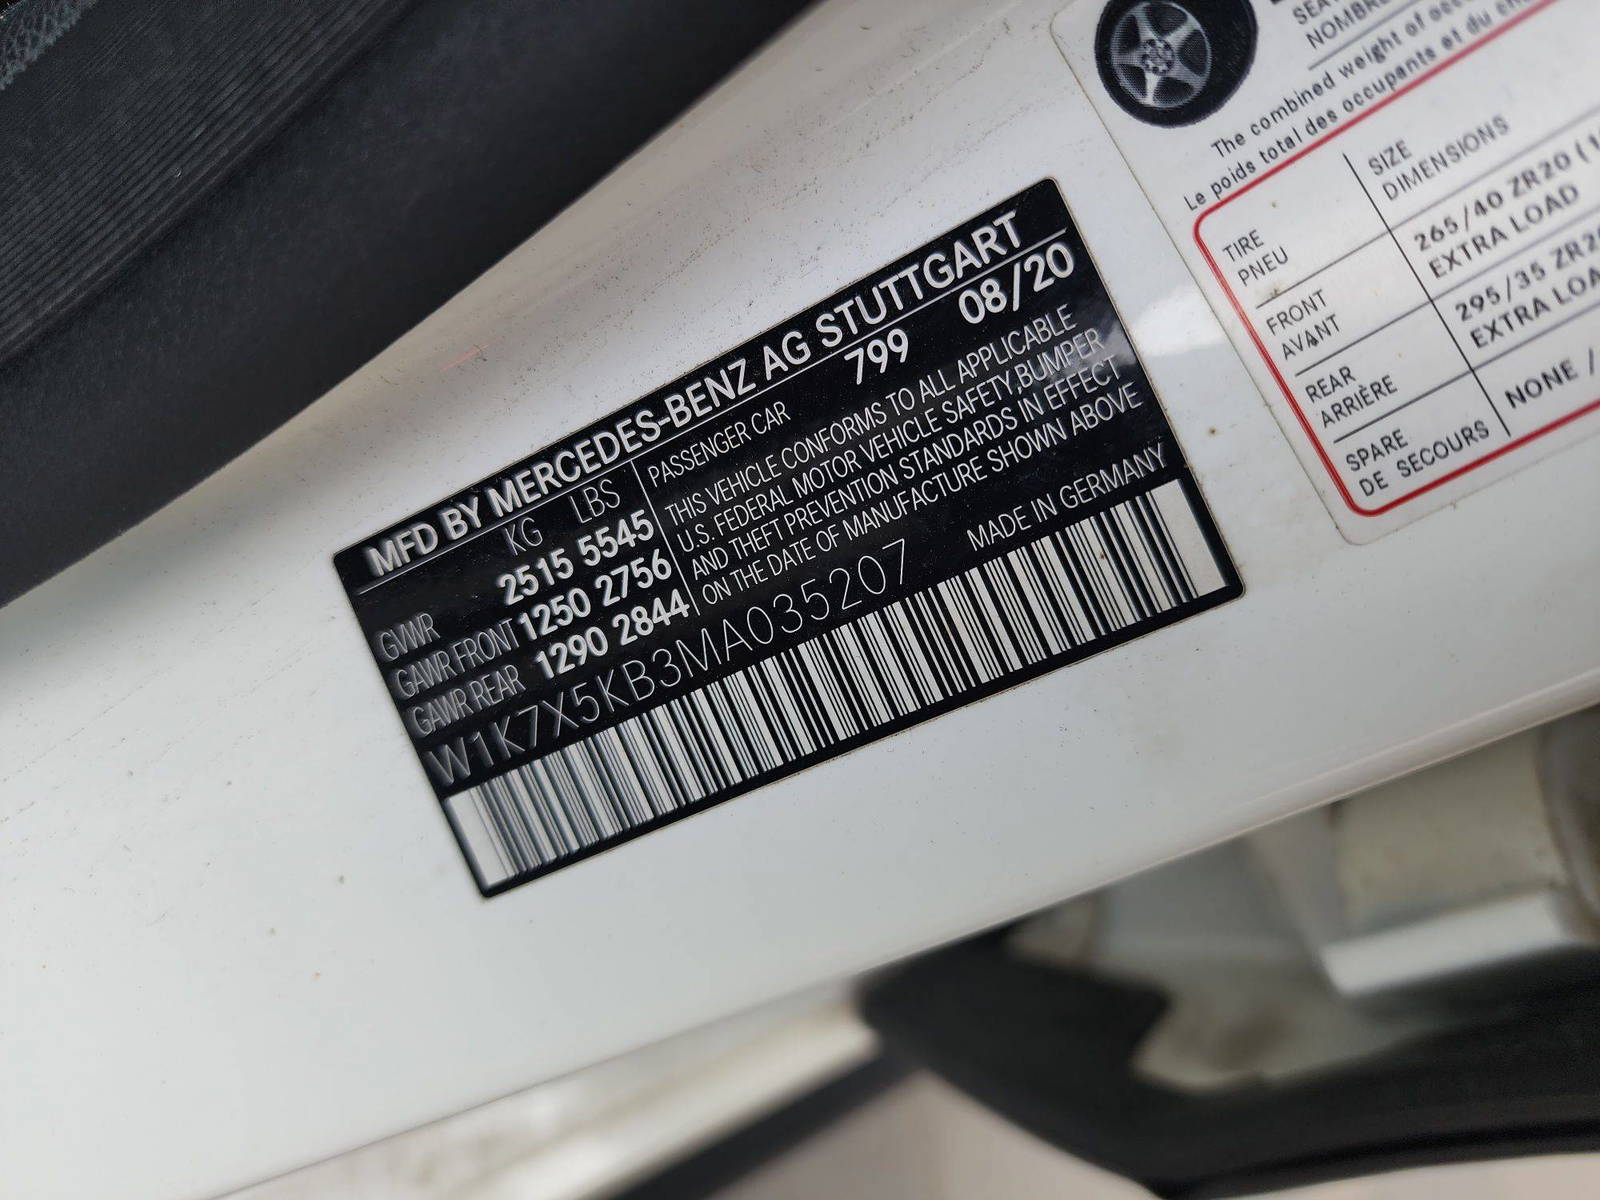 MFD BY MERCEDES-BENZ AG STUTTGART
KG LBS
GVWR 2515 5545
GAWR FRONT 1250 2756
GAWR REAR 1290 2844
PASSENGER CAR 799 08/20
THIS VEHICLE CONFORMS TO ALL APPLICABLE
U.S. FEDERAL MOTOR VEHICLE SAFETY, BUMPER
AND THEFT PREVENTION STANDARDS IN EFFECT
ON THE DATE OF MANUFACTURE SHOWN ABOVE
W1K7X5KB3MA035207 MADE IN GERMANY
The combined weight of
Le poids total des occupants et du
TIRE SIZE
PNEU DIMENSIONS
FRONT 265/40 ZR20
AVANT EXTRA LOAD
REAR 295/35
ARRIÈRE EXTRA
SPARE NONE /
DE SECOURS